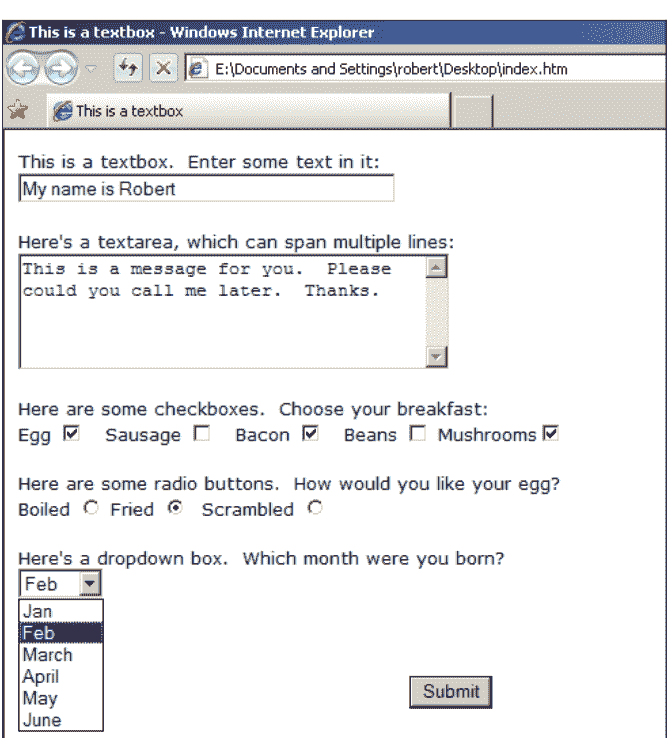 This is a textbox - Windows Internet Explorer
E:\Documents and Settings\robert\Desktop\index.htm
This is a textbox
This is a textbox.  Enter some text in it:
My name is Robert
Here's a textarea, which can span multiple lines:
This is a message for you.  Please
could you call me later.  Thanks.
Here are some checkboxes.  Choose your breakfast:
Egg Sausage Bacon Beans Mushrooms
Here are some radio buttons.  How would you like your egg?
Boiled Fried Scrambled
Here's a dropdown box.  Which month were you born?
Feb
Jan
Feb
March
April
May
June
Submit